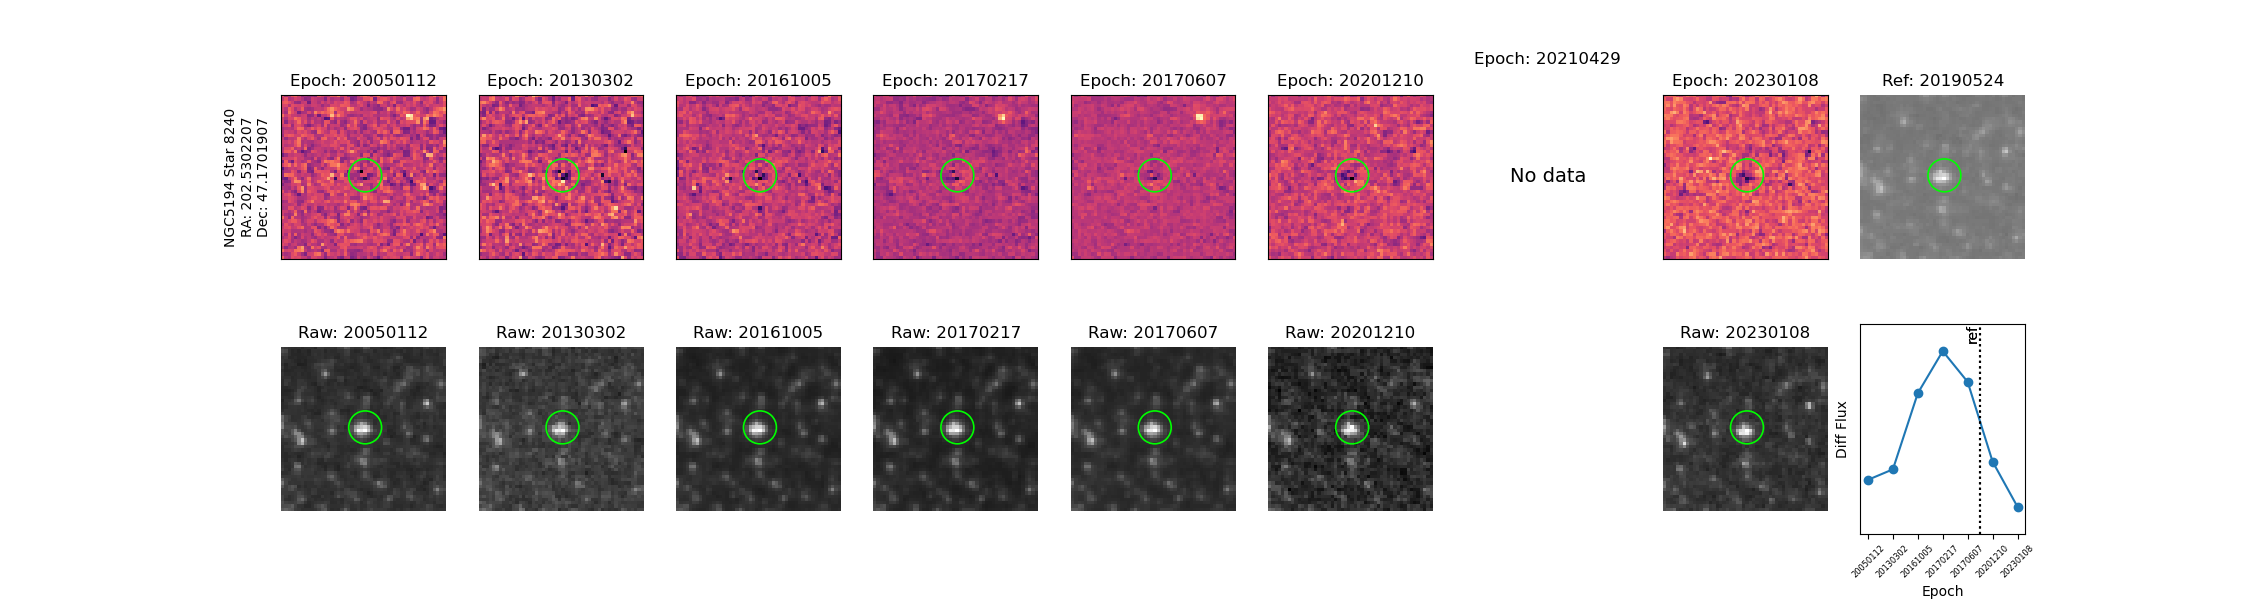 Epoch: 20210429
Epoch: 20050112
Epoch: 20130302
Epoch: 20161005
Epoch: 20170217
Epoch: 20170607
Epoch: 20201210
Epoch: 20230108
Ref: 20190524
NGC5194 Star 8240
RA: 202.5302207
Dec: 47.1701907
No data
Raw: 20050112
Raw: 20130302
Raw: 20161005
Raw: 20170217
Raw: 20170607
Raw: 20201210
Raw: 20230108
ref
Diff Flux
20050112
20130302
20161005
20170217
20170607
20201210
20230108
Epoch